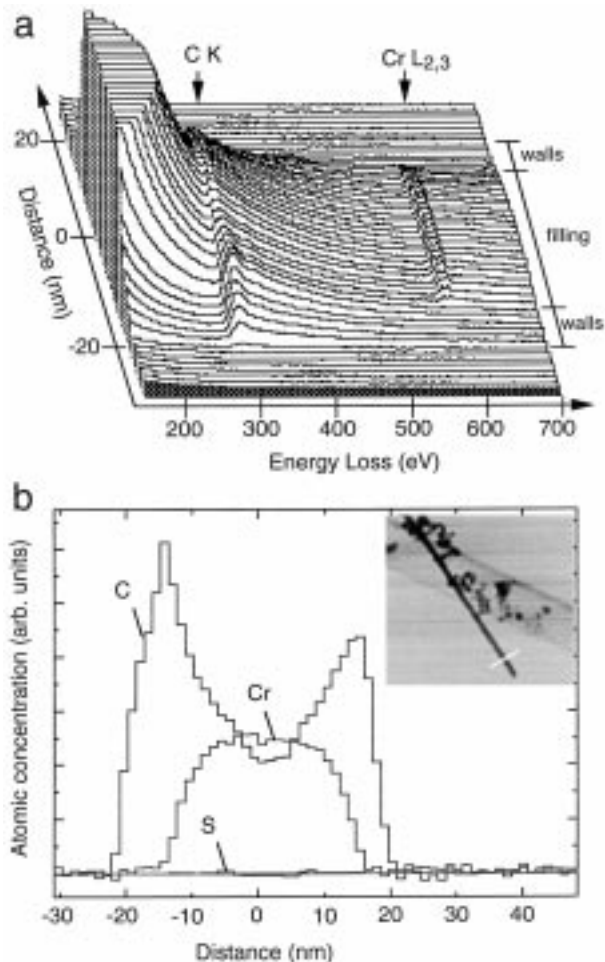 a
C K
Cr L2,3
20
0
-20
Distance (nm)
walls
filling
walls
200
300
400
500
600
700
Energy Loss (eV)
b
Atomic concentration (arb. units)
C
Cr
S
-30
-20
-10
0
10
20
30
40
Distance (nm)